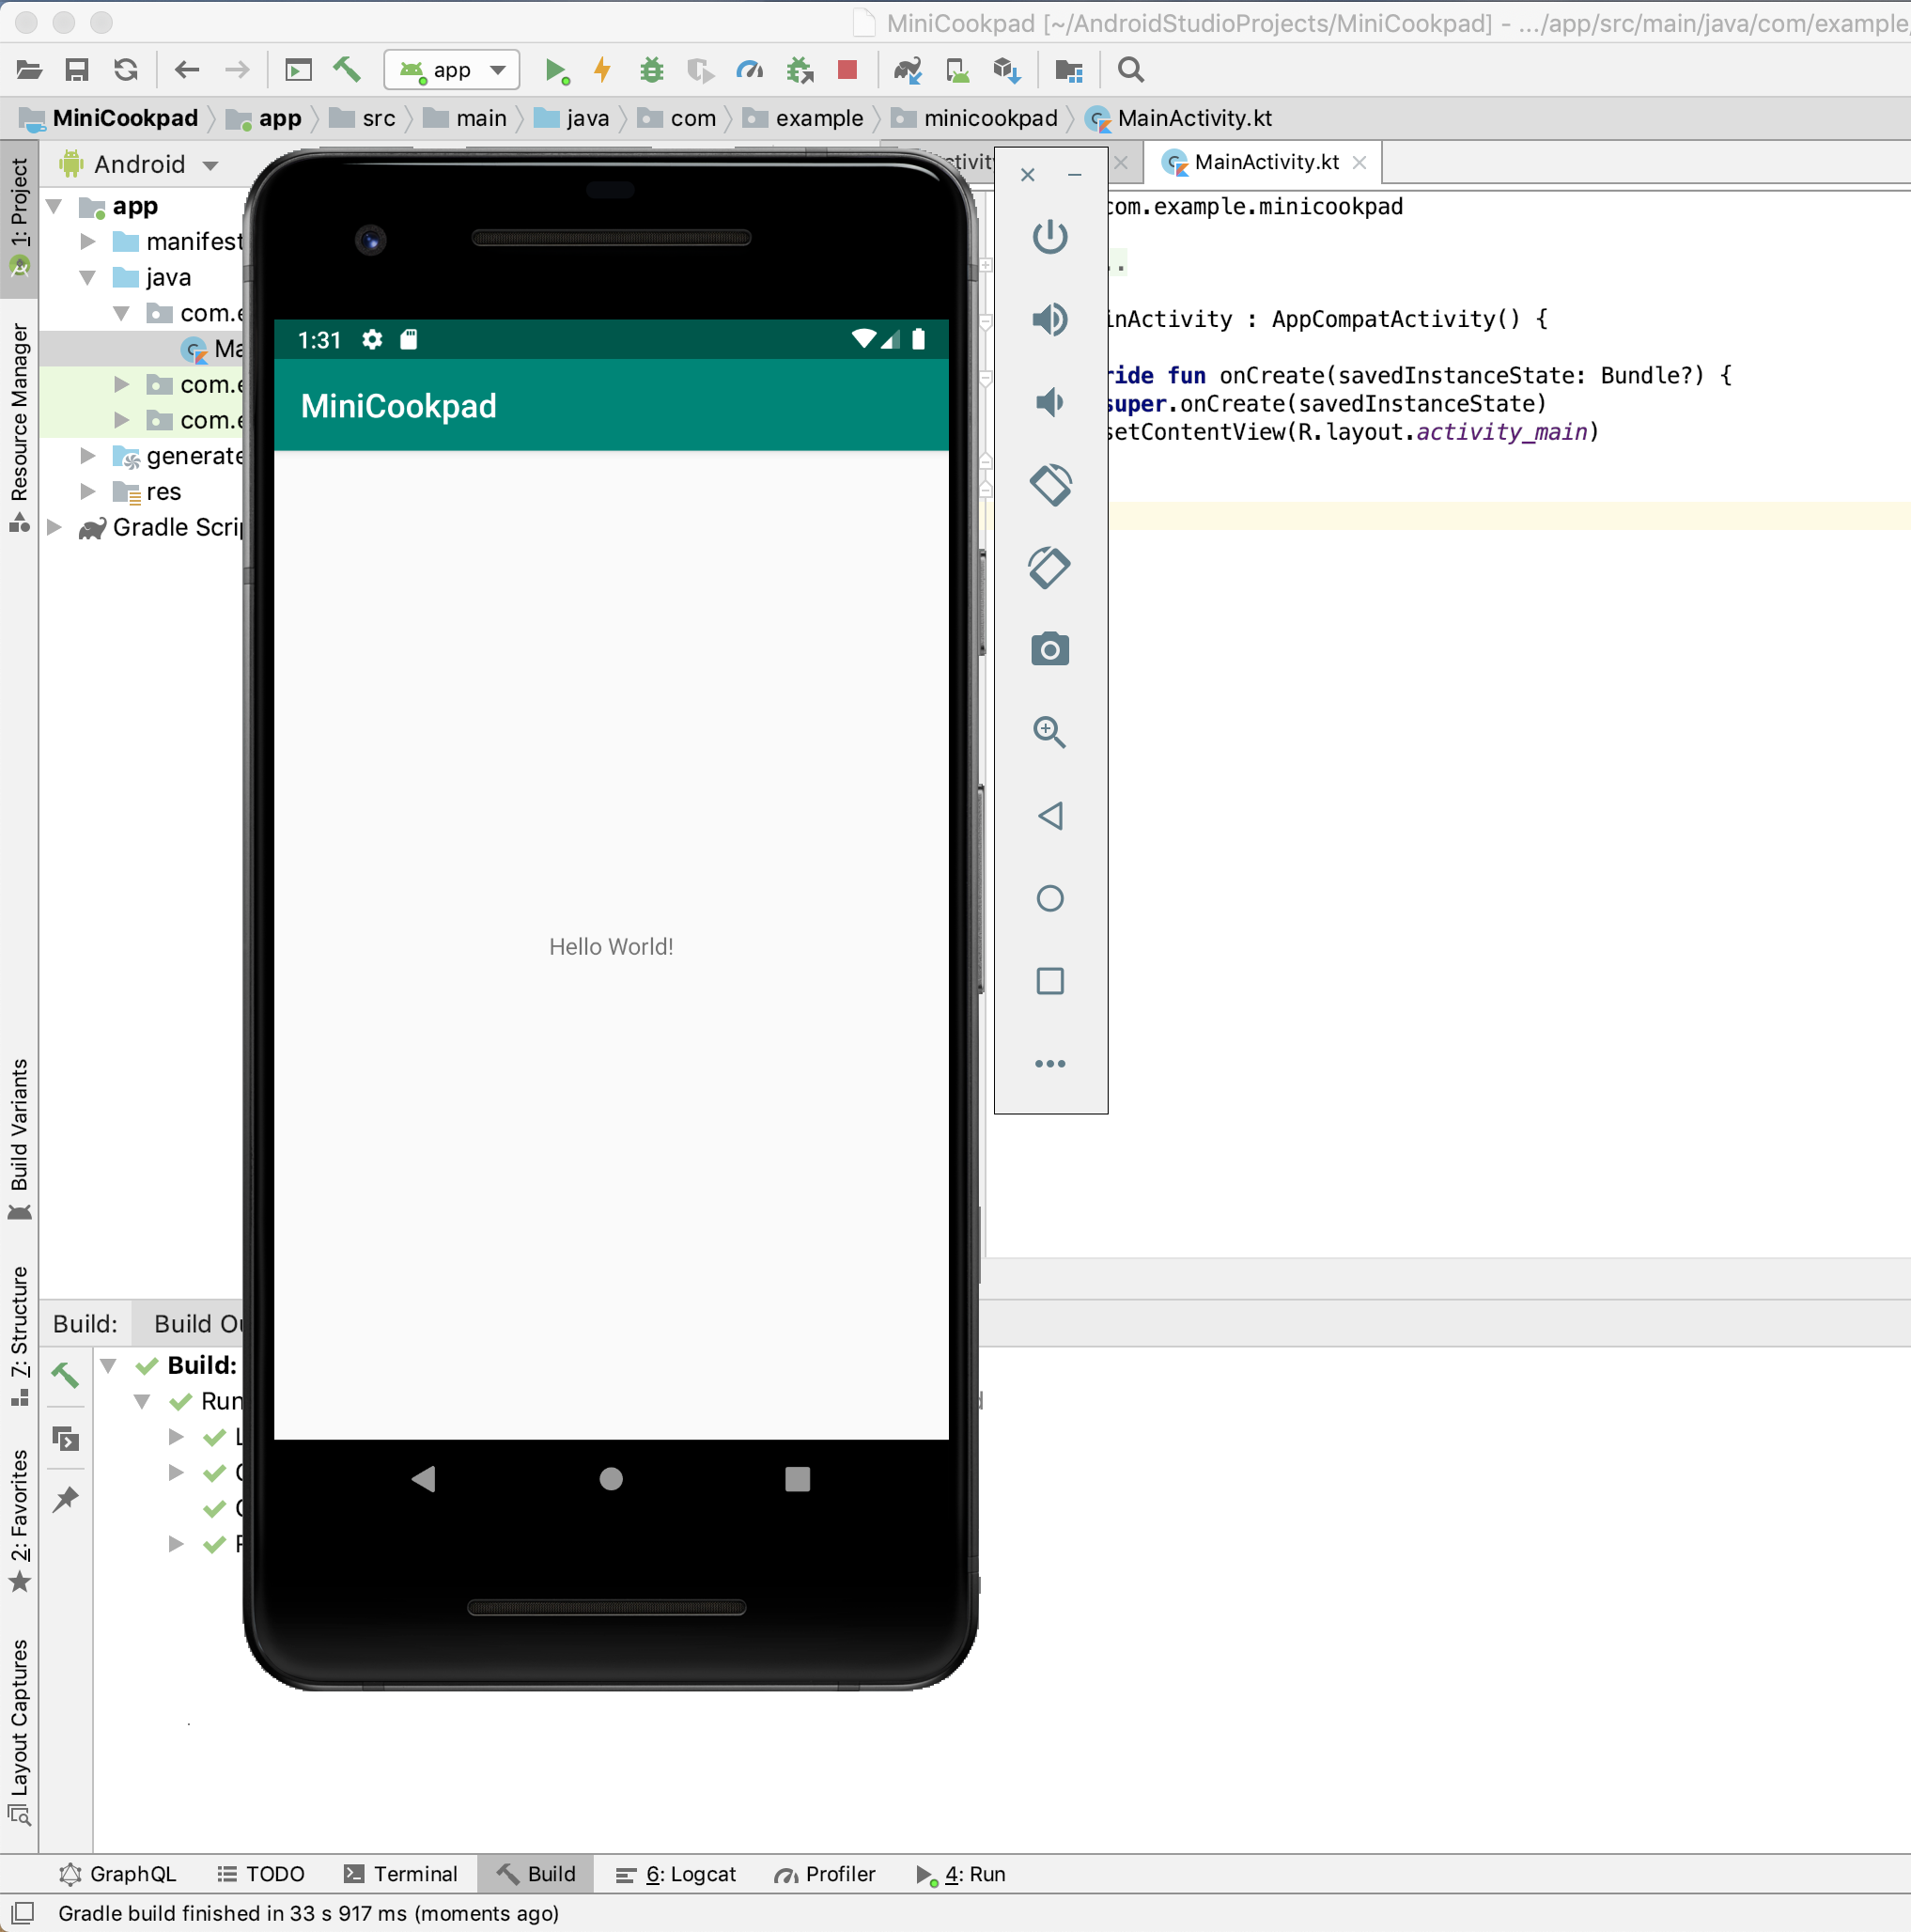 MiniCookpad [~/AndroidStudioProjects/MiniCookpad] - .../app/src/main/java/com/example/
app
MiniCookpad app src main java com example minicookpad MainActivity.kt
1: Project
Resource Manager
Build Variants
7: Structure
2: Favorites
Layout Captures
Android
app
manifest
java
com.e
Ma
com.e
com.e
generate
res
Gradle Scrip
MainActivity.kt
com.example.minicookpad
..
inActivity : AppCompatActivity() {
ride fun onCreate(savedInstanceState: Bundle?) {
super.onCreate(savedInstanceState)
setContentView(R.layout.activity_main)
1:31
MiniCookpad
Hello World!
Build: Build Ou
Build:
Run
GraphQL TODO Terminal Build 6: Logcat Profiler 4: Run
Gradle build finished in 33 s 917 ms (moments ago)